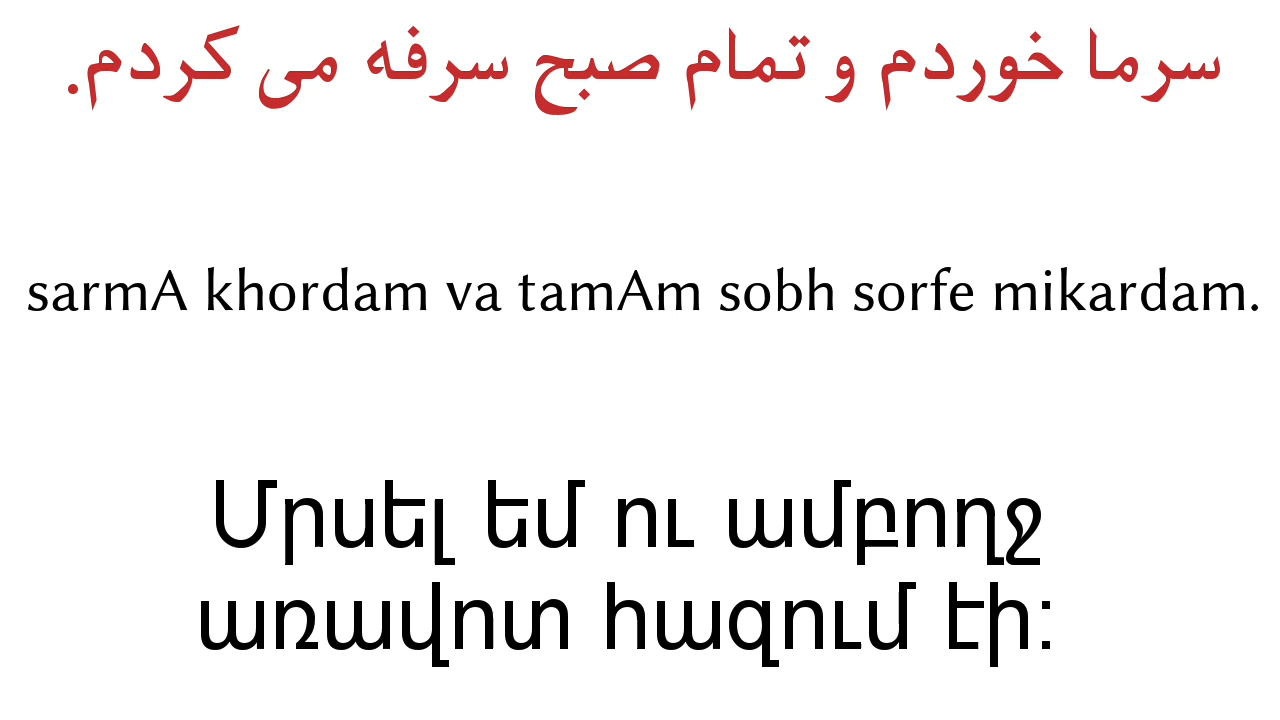 سرما خوردم و تمام صبح سرفه می کردم.
sarmA khordam va tamAm sobh sorfe mikardam.
Մրսել եմ ու ամբողջ
առավոտ հազում էի: